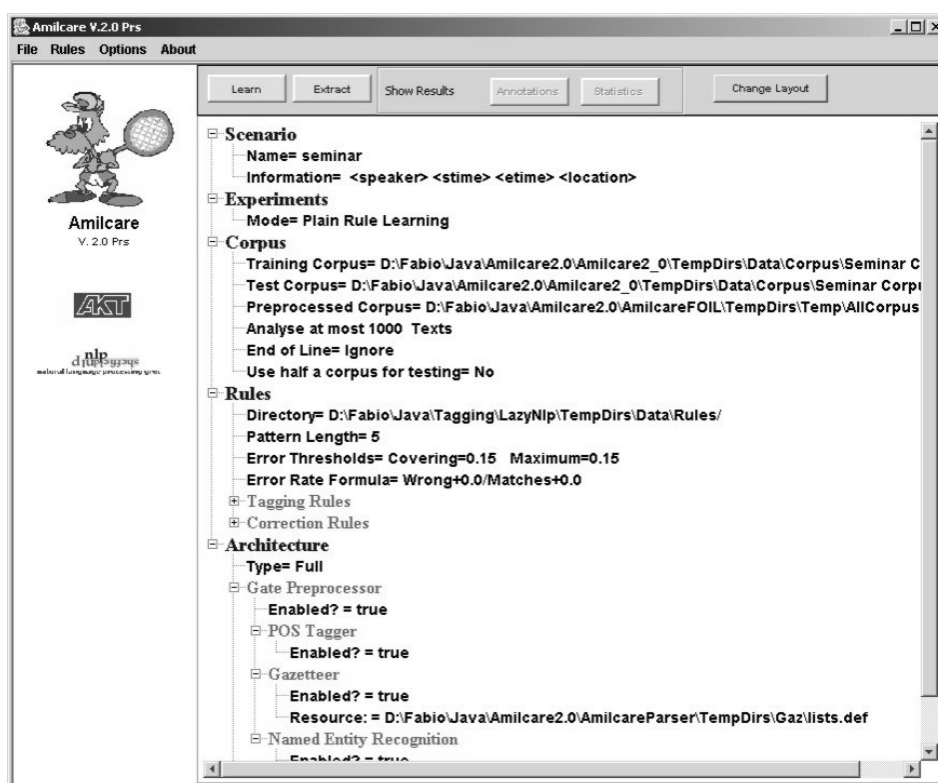 Amilcare V.2.0 Prs
File Rules Options About
Learn Extract Show Results Annotations Statistics Change Layout
Amilcare
V. 2.0 Prs
AKT
nlp
natural language processing
Scenario
Name= seminar
Information= <speaker> <stime> <etime> <location>
Experiments
Mode= Plain Rule Learning
Corpus
Training Corpus= D:\Fabio\Java\Amilcare2.0\Amilcare2_0\TempDirs\Data\Corpus\Seminar C
Test Corpus= D:\Fabio\Java\Amilcare2.0\Amilcare2_0\TempDirs\Data\Corpus\Seminar Corpu
Preprocessed Corpus= D:\Fabio\Java\Amilcare2.0\AmilcareFOIL\TempDirs\Temp\AllCorpus
Analyse at most 1000 Texts
End of Line= Ignore
Use half a corpus for testing= No
Rules
Directory= D:\Fabio\Java\Tagging\LazyNlp\TempDirs\Data\Rules/
Pattern Length= 5
Error Thresholds= Covering=0.15 Maximum=0.15
Error Rate Formula= Wrong+0.0/Matches+0.0
Tagging Rules
Correction Rules
Architecture
Type= Full
Gate Preprocessor
Enabled? = true
POS Tagger
Enabled? = true
Gazetteer
Enabled? = true
Resource: = D:\Fabio\Java\Amilcare2.0\AmilcareParser\TempDirs\Gaz\lists.def
Named Entity Recognition
Enabled? = true